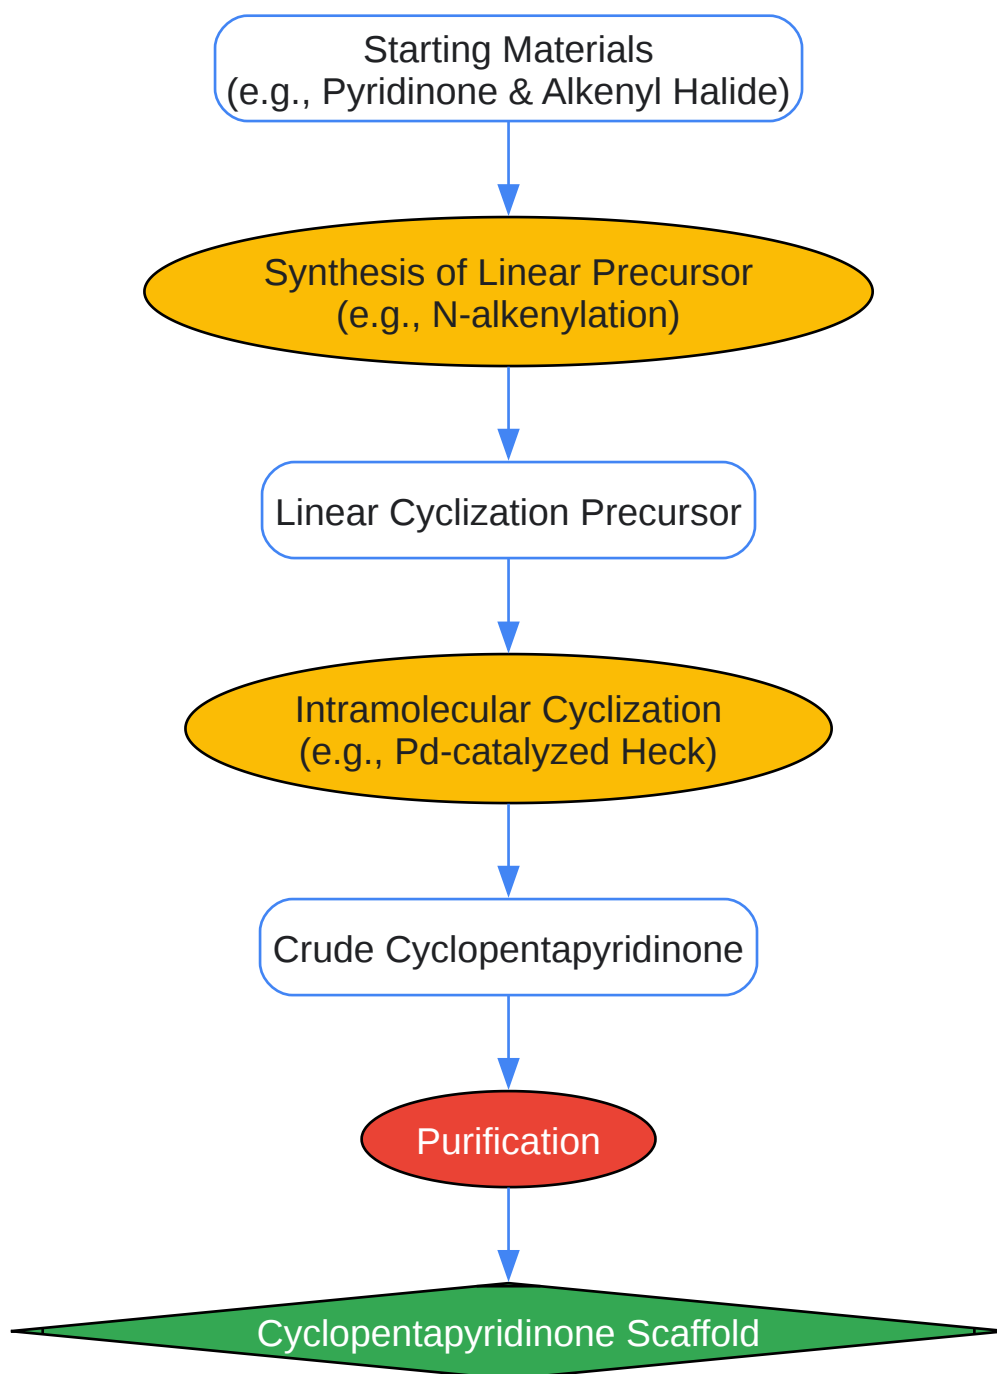 Starting Materials
(e.g., Pyridinone & Alkenyl Halide)
Synthesis of Linear Precursor
(e.g., N-alkenylation)
Linear Cyclization Precursor
Intramolecular Cyclization
(e.g., Pd-catalyzed Heck)
Crude Cyclopentapyridinone
Purification
Cyclopentapyridinone Scaffold